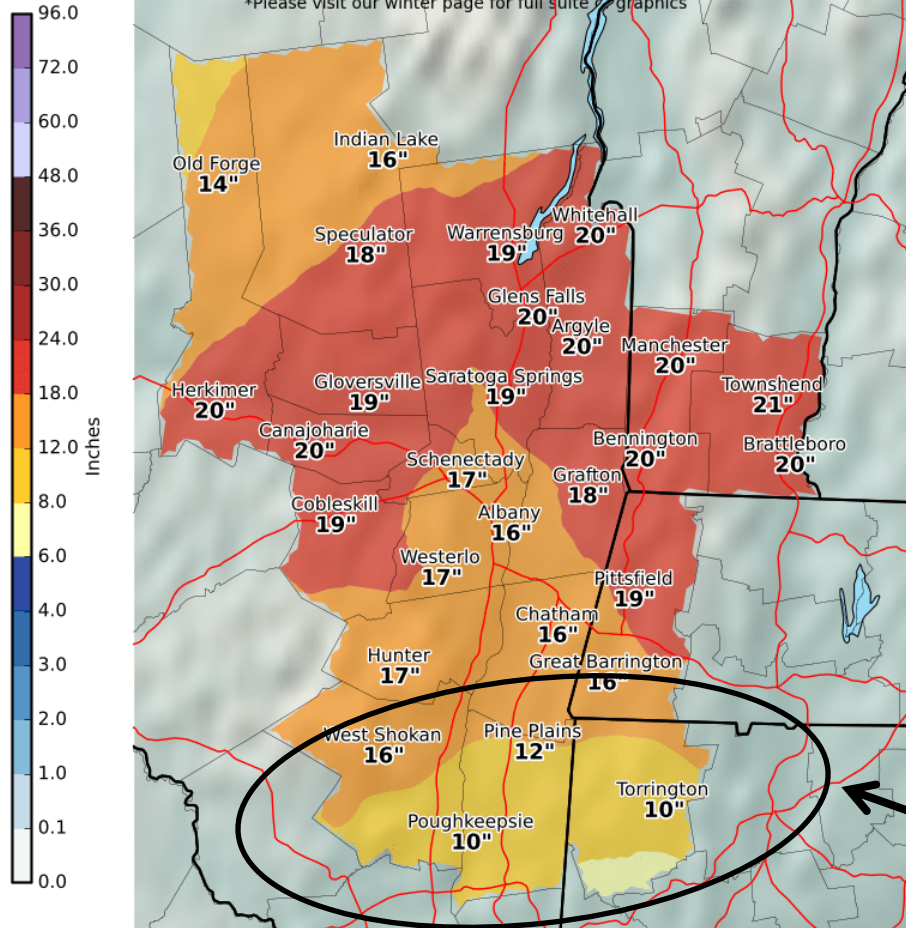 *Please visit our winter page for full suite of graphics
96.0
72.0
60.0
48.0
36.0
30.0
24.0
18.0
12.0
8.0
6.0
4.0
3.0
2.0
1.0
0.1
0.0
Inches
Indian Lake
16"
Old Forge
14"
Whitehall
20"
Speculator
18"
Warrensburg
19"
Glens Falls
20"
Argyle
20"
Manchester
20"
Saratoga Springs
19"
Gloversville
19"
Townshend
21"
Herkimer
20"
Canajoharie
20"
Bennington
20"
Brattleboro
20"
Schenectady
17"
Grafton
18"
Cobleskill
19"
Albany
16"
Westerlo
17"
Pittsfield
19"
Chatham
16"
Hunter
17"
Great Barrington
16"
West Shokan
16"
Pine Plains
12"
Torrington
10"
Poughkeepsie
10"